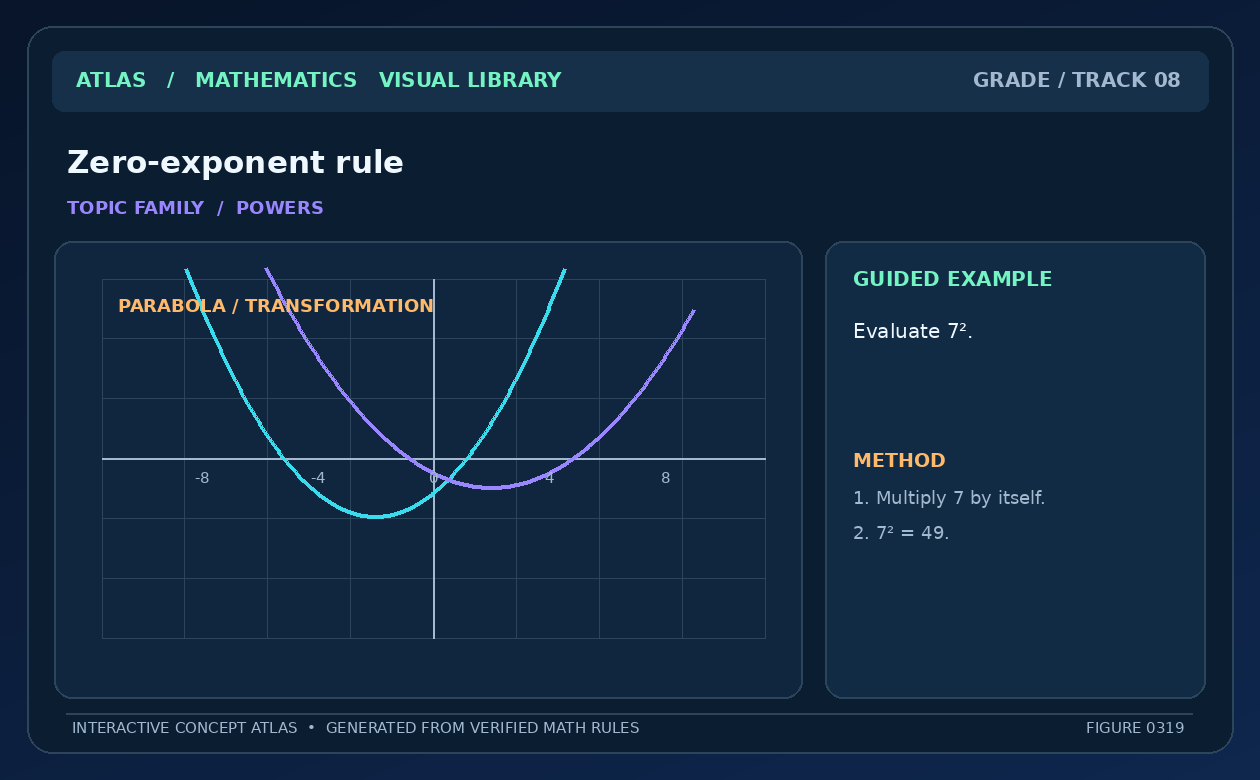 ATLAS / MATHEMATICS VISUAL LIBRARY GRADE / TRACK 08
Zero-exponent rule
TOPIC FAMILY / POWERS
PARABOLA / TRANSFORMATION
-8 -4 0 4 8
GUIDED EXAMPLE
Evaluate 7².
METHOD
1. Multiply 7 by itself.
2. 7² = 49.
INTERACTIVE CONCEPT ATLAS • GENERATED FROM VERIFIED MATH RULES FIGURE 0319